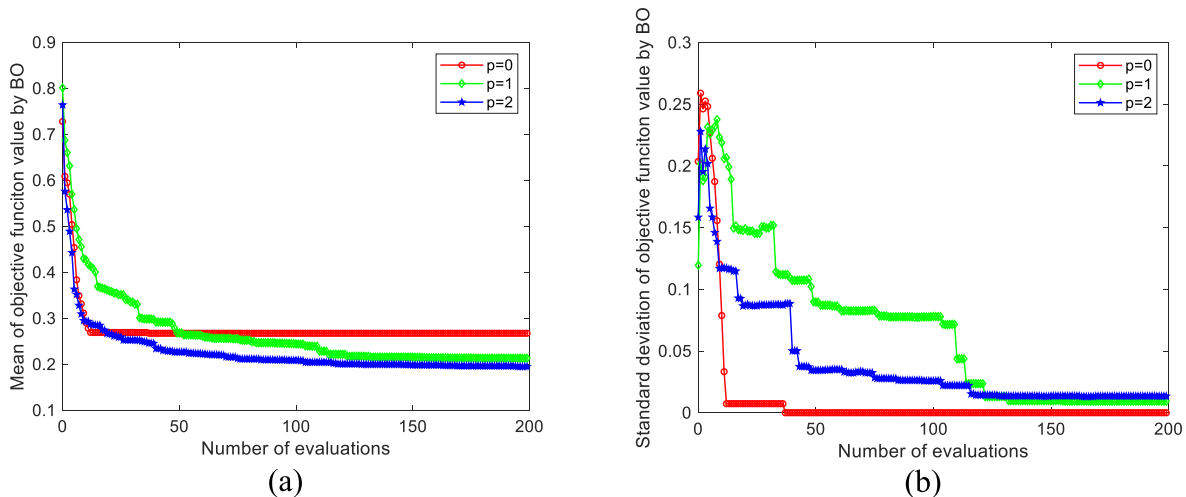 Mean of objective funciton value by BO
0.9
0.8
0.7
0.6
0.5
0.4
0.3
0.2
0.1
0
50
100
150
200
Number of evaluations
p=0
p=1
p=2
(a)
Standard deviation of objective funciton value by BO
0.3
0.25
0.2
0.15
0.1
0.05
0
0
50
100
150
200
Number of evaluations
p=0
p=1
p=2
(b)